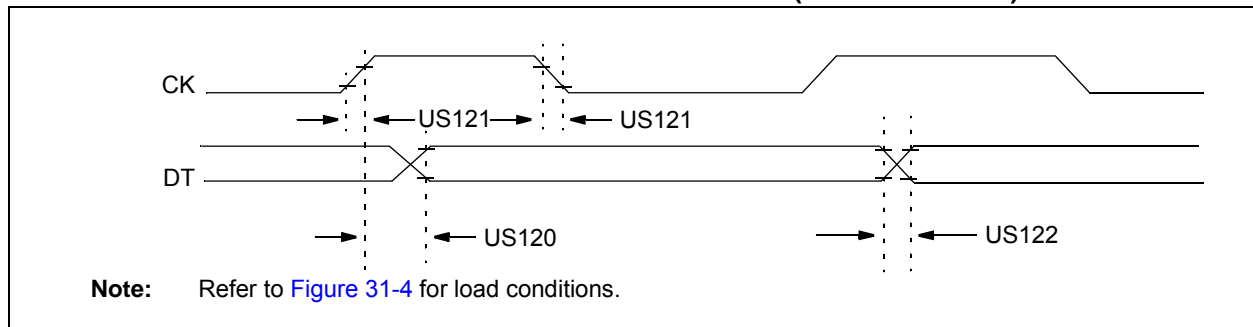 CK
US121
US121
DT
US120
US122
Note: Refer to Figure 31-4 for load conditions.